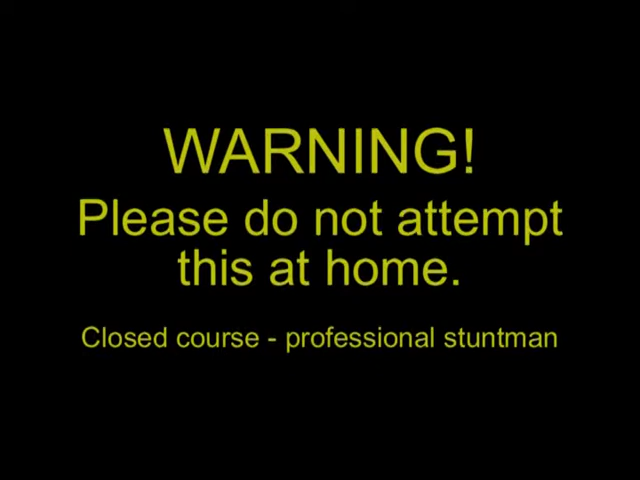 WARNING!
Please do not attempt
this at home.
Closed course - professional stuntman